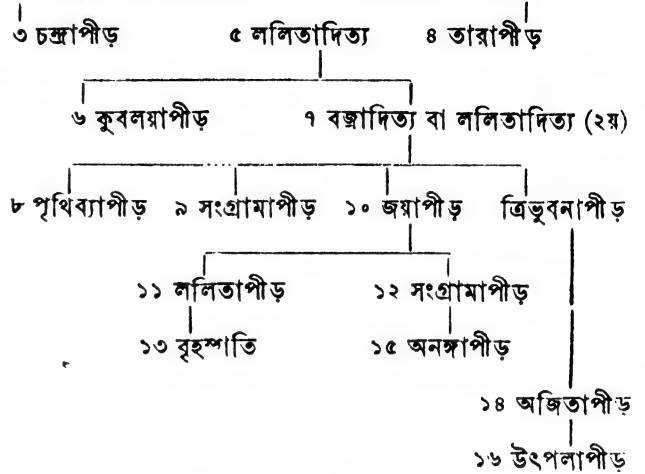 ৩ চন্দ্রাপীড় ৫ ললিতাদিত্য ৪ তারাপীড়
৬ কুবলয়াপীড় ৭ বজ্রাদিত্য বা ললিতাদিত্য (২য়)
৮ পৃথিব্যাপীড় ৯ সংগ্রামাপীড় ১০ জয়াপীড় ত্রিভুবনাপীড়
১১ ললিতাপীড় ১২ সংগ্রামাপীড়
১৩ বৃহস্পতি ১৫ অনঙ্গাপীড়
১৪ অজিতাপীড়
১৬ উৎপলাপীড়